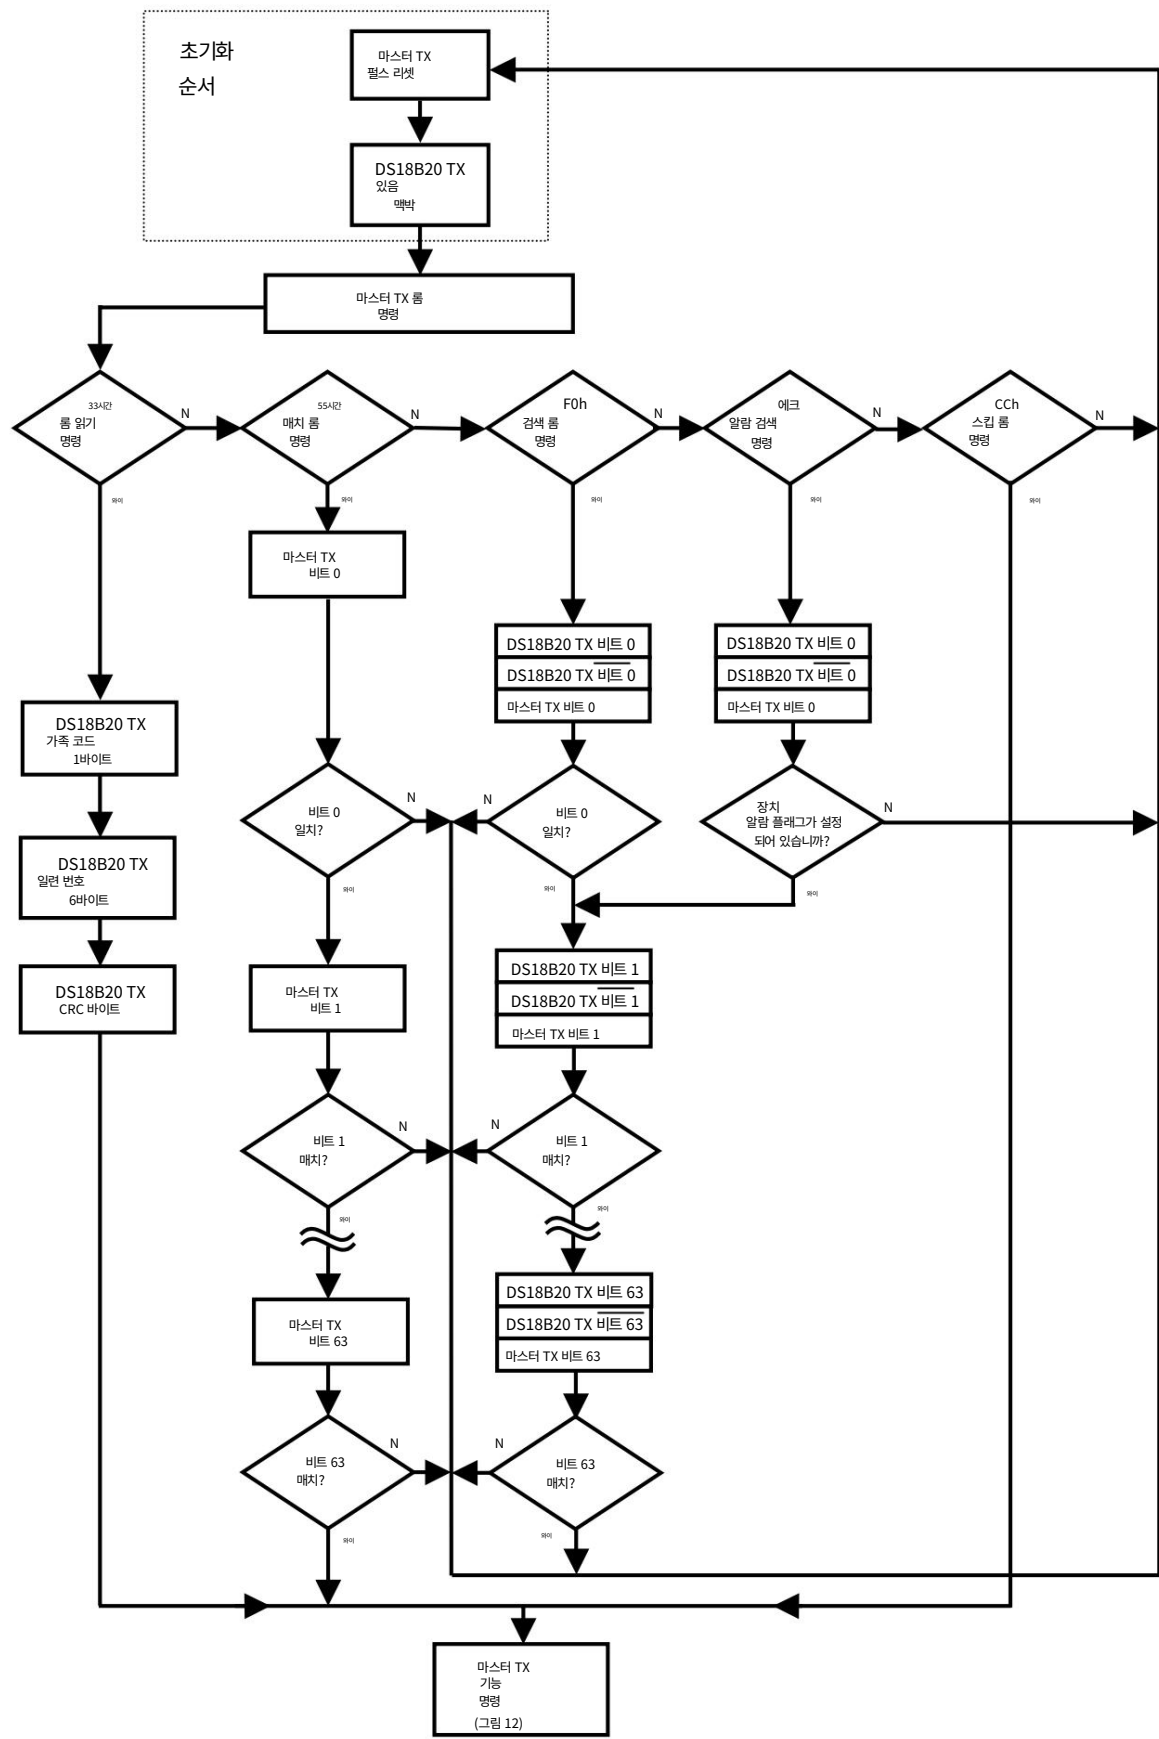 초기화
순서
마스터 TX
펄스 리셋
DS18B20 TX
있음
맥박
마스터 TX 롬
명령
33시간
롬 읽기
명령
N
55시간
매치 롬
명령
N
F0h
검색 롬
명령
N
에크
알람 검색
명령
N
CCh
스킵 롬
명령
N
와이
와이
와이
와이
와이
마스터 TX
비트 0
DS18B20 TX 비트 0
DS18B20 TX 비트 0
마스터 TX 비트 0
DS18B20 TX 비트 0
DS18B20 TX 비트 0
마스터 TX 비트 0
DS18B20 TX
가족 코드
1바이트
비트 0
일치?
N
N
비트 0
일치?
장치
알람 플래그가 설정
되어 있습니까?
N
DS18B20 TX
일련 번호
6바이트
와이
와이
와이
DS18B20 TX
CRC 바이트
마스터 TX
비트 1
DS18B20 TX 비트 1
DS18B20 TX 비트 1
마스터 TX 비트 1
비트 1
매치?
N
N
비트 1
매치?
와이
와이
마스터 TX
비트 63
DS18B20 TX 비트 63
DS18B20 TX 비트 63
마스터 TX 비트 63
비트 63
매치?
N
N
비트 63
매치?
와이
와이
마스터 TX
기능
명령
(그림 12)